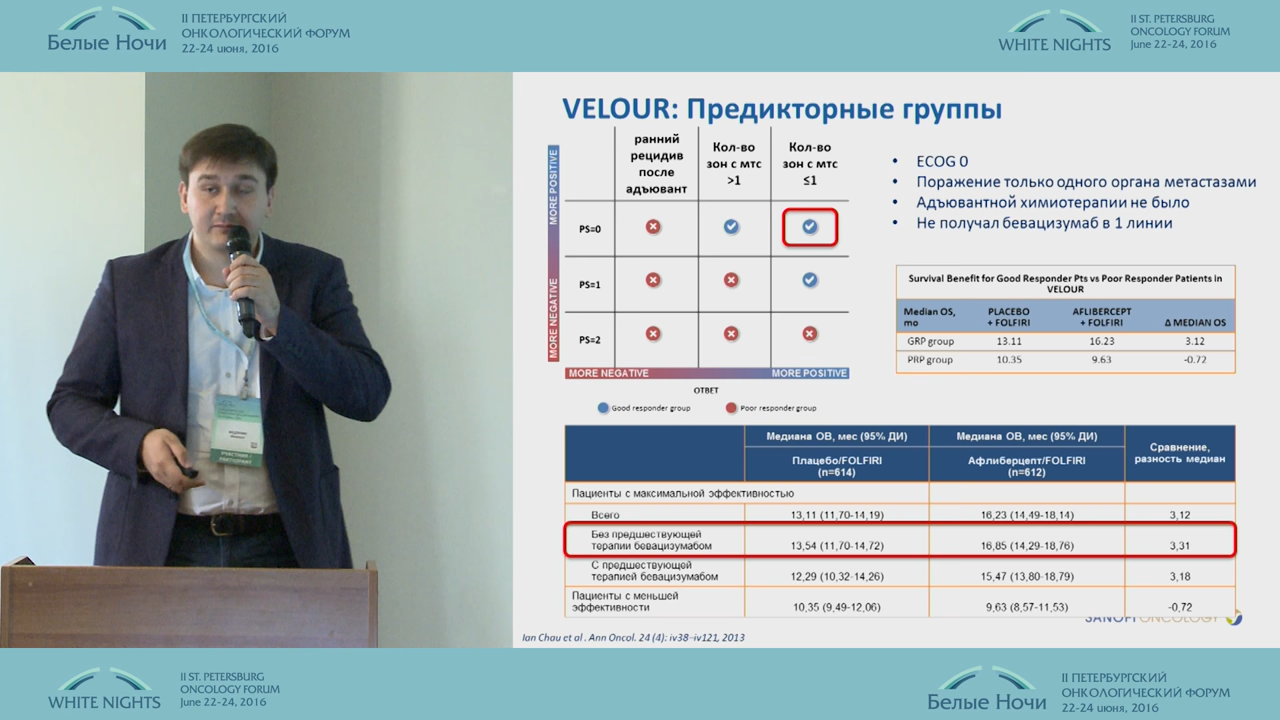 Белые Ночи
II ПЕТЕРБУРГСКИЙ
ОНКОЛОГИЧЕСКИЙ ФОРУМ
22-24 июня, 2016
WHITE NIGHTS
II ST. PETERSBURG
ONCOLOGY FORUM
June 22-24, 2016
VELOUR: Предикторные группы
ранний
рецидив
после
адъювант
Кол-во
зон с мтс
>1
Кол-во
зон с мтс
≤1
MORE POSITIVE
MORE NEGATIVE
PS=0
PS=1
PS=2
MORE NEGATIVE
MORE POSITIVE
ОТВЕТ
Good responder group
Poor responder group
• ECOG 0
• Поражение только одного органа метастазами
• Адъювантной химиотерапии не было
• Не получал бевацизумаб в 1 линии
Survival Benefit for Good Responder Pts vs Poor Responder Patients in
VELOUR
Median OS,
mo
PLACEBO
+ FOLFIRI
AFLIBERCEPT
+ FOLFIRI
Δ MEDIAN OS
GRP group 13.11 16.23 3.12
PRP group 10.35 9.63 -0.72
Медиана ОВ, мес (95% ДИ)
Медиана ОВ, мес (95% ДИ)
Сравнение,
разность медиан
Плацебо/FOLFIRI
(n=614)
Афлиберцепт/FOLFIRI
(n=612)
Пациенты с максимальной эффективностью
Всего 13,11 (11,70-14,19) 16,23 (14,49-18,14) 3,12
Без предшествующей
терапии бевацизумабом 13,54 (11,70-14,72) 16,85 (14,29-18,76) 3,31
С предшествующей
терапией бевацизумабом 12,29 (10,32-14,26) 15,47 (13,80-18,79) 3,18
Пациенты с меньшей
эффективности 10,35 (9,49-12,06) 9,63 (8,57-11,53) -0,72
SANOFI ONCOLOGY
Ian Chau et al . Ann Oncol. 24 (4): iv38–iv121, 2013
УЧАСТНИК /
PARTICIPANT
WHITE NIGHTS
II ST. PETERSBURG
ONCOLOGY FORUM
June 22-24, 2016
Белые Ночи
II ПЕТЕРБУРГСКИЙ
ОНКОЛОГИЧЕСКИЙ ФОРУМ
22-24 июня, 2016